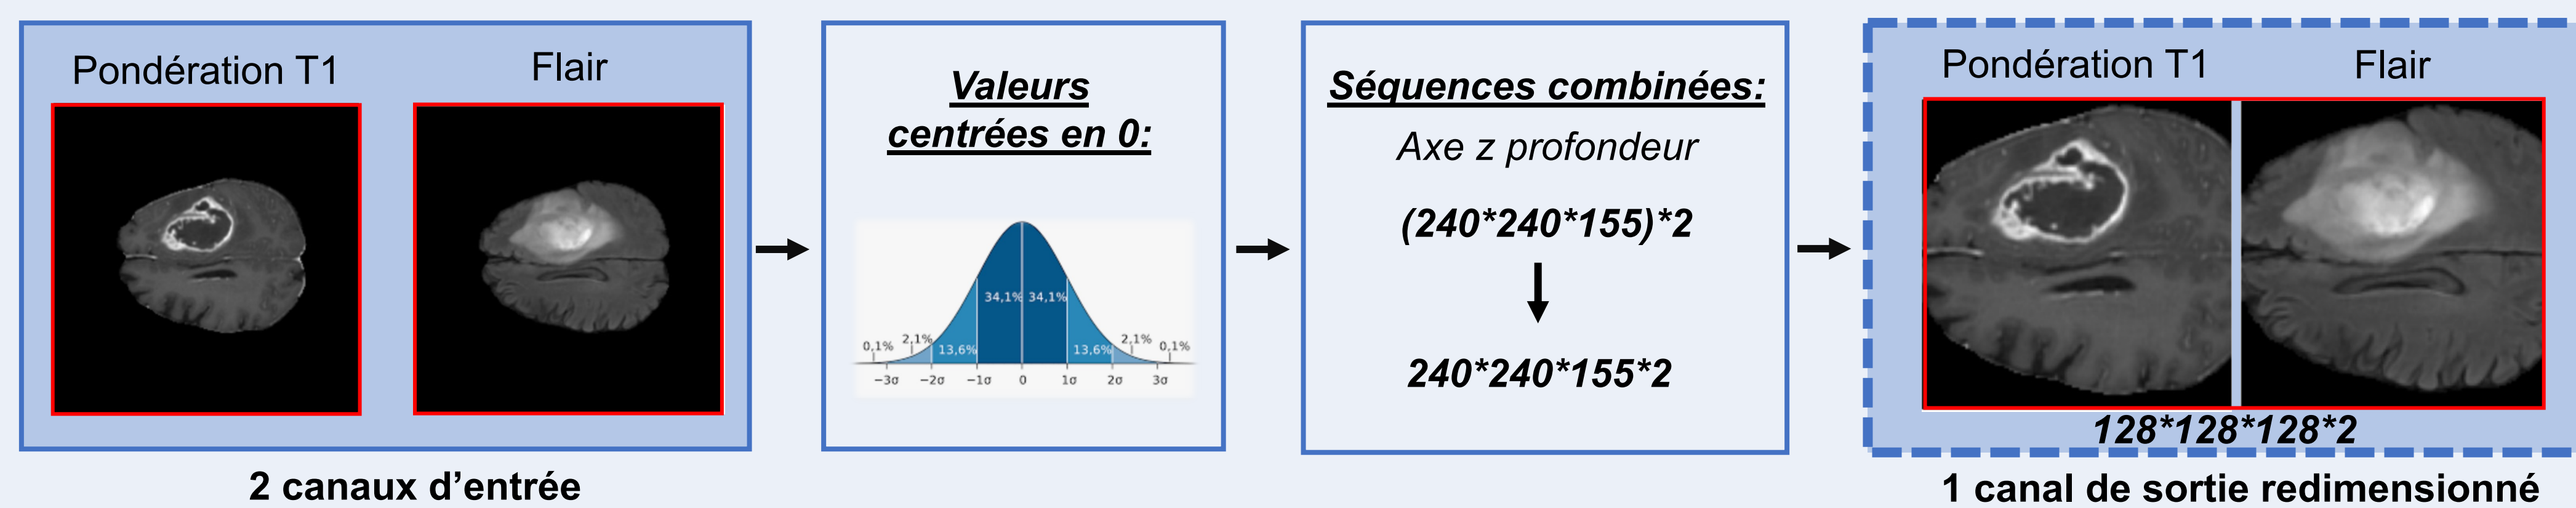 Pondération T1
Flair
2 canaux d'entrée
Valeurs
centrées en 0:
34,1% 34,1%
0,1% 2,1% 13,6% 13,6% 2,1% 0,1%
−3σ −2σ −1σ 0 1σ 2σ 3σ
Séquences combinées:
Axe z profondeur
(240*240*155)*2
240*240*155*2
Pondération T1
Flair
128*128*128*2
1 canal de sortie redimensionné